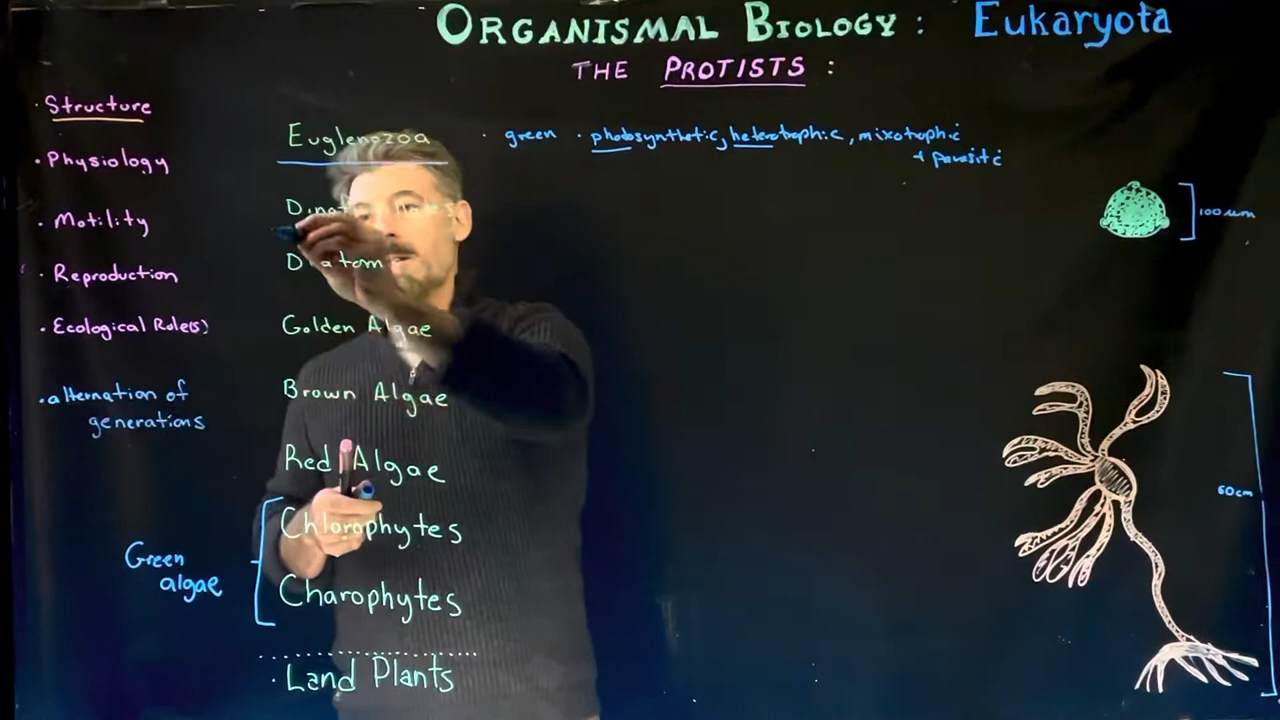 ORGANISMAL BIOLOGY: Eukaryota
THE PROTISTS:
· Structure
· Physiology
· Motility
· Reproduction
· Ecological Role(s)
· alternation of
generations
Euglenozoa · green · photosynthetic, heterotrophic, mixotrophic
+ parasitic
Diatom
Golden Algae
Brown Algae
Red Algae
Chlorophytes
Charophytes
Green
algae
· Land Plants
100 um
60cm